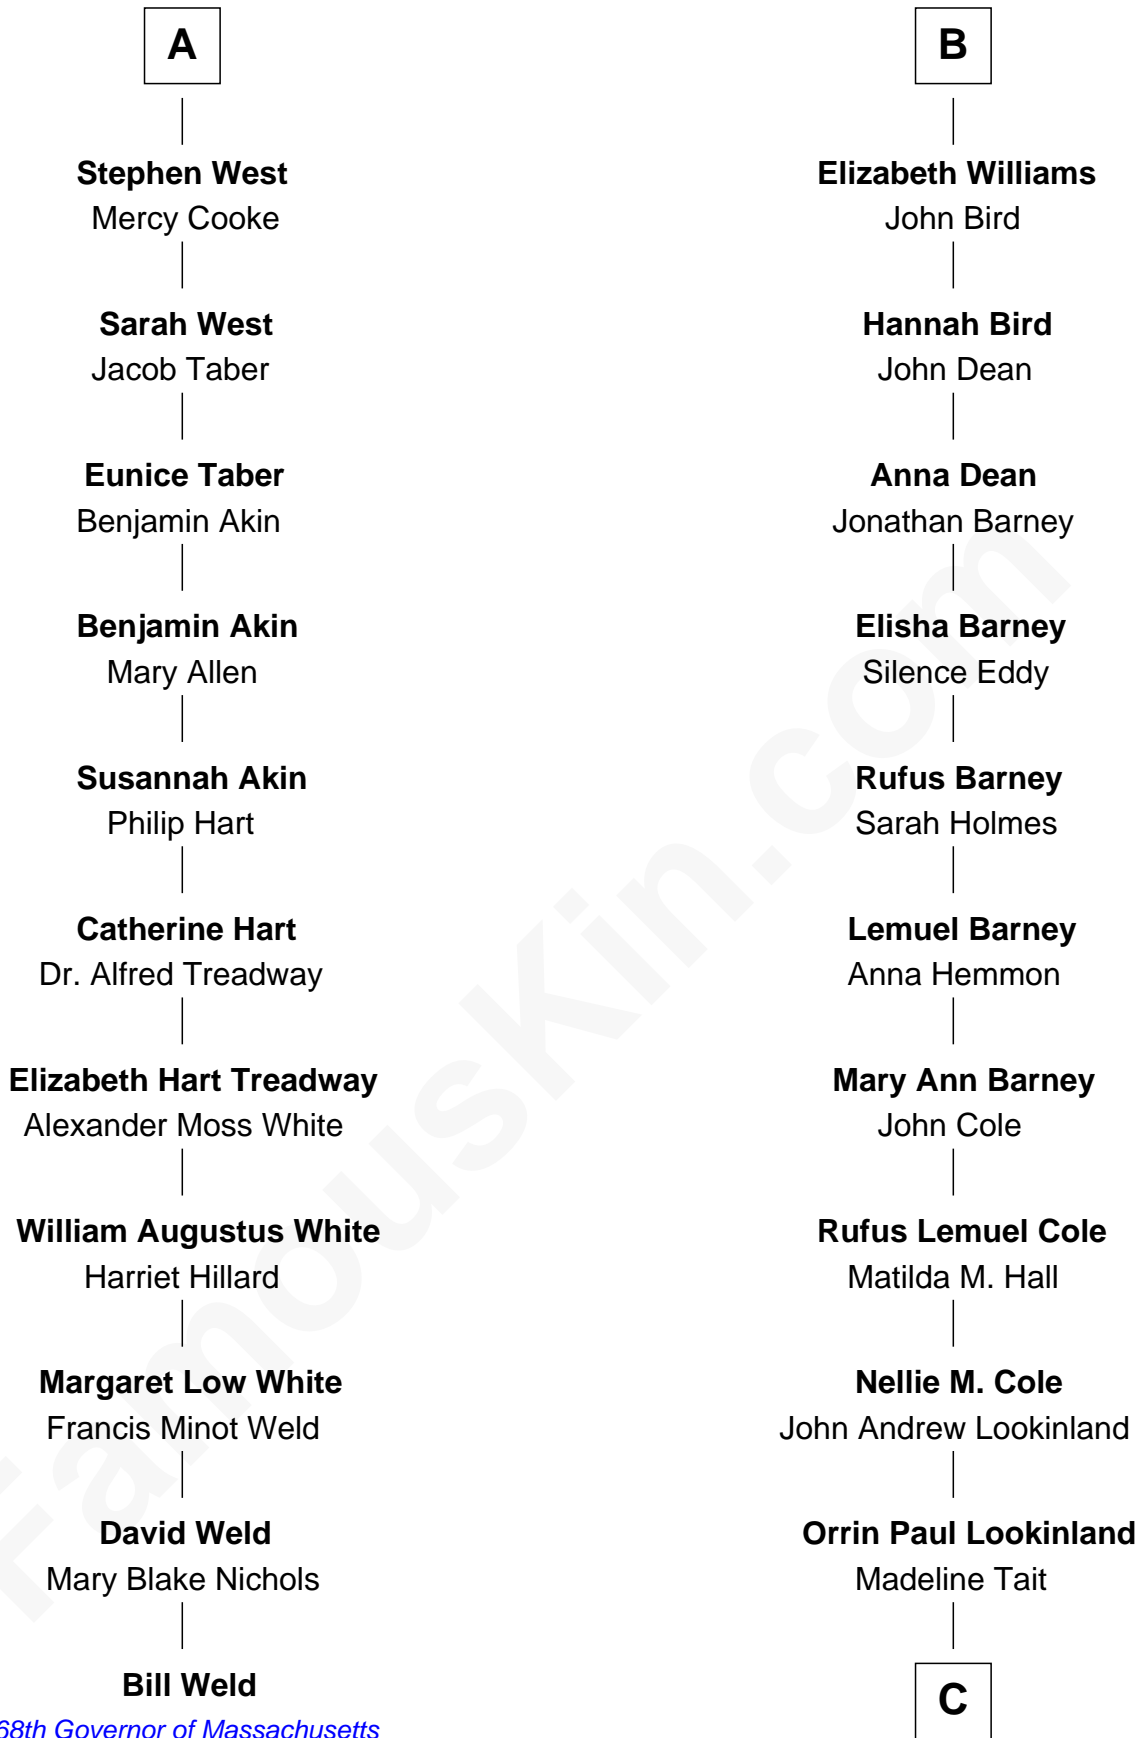 A
Stephen West
Mercy Cooke
Sarah West
Jacob Taber
Eunice Taber
Benjamin Akin
Benjamin Akin
Mary Allen
Susannah Akin
Philip Hart
Catherine Hart
Dr. Alfred Treadway
Elizabeth Hart Treadway
Alexander Moss White
William Augustus White
Harriet Hillard
Margaret Low White
Francis Minot Weld
David Weld
Mary Blake Nichols
Bill Weld
68th Governor of Massachusetts
B
Elizabeth Williams
John Bird
Hannah Bird
John Dean
Anna Dean
Jonathan Barney
Elisha Barney
Silence Eddy
Rufus Barney
Sarah Holmes
Lemuel Barney
Anna Hemmon
Mary Ann Barney
John Cole
Rufus Lemuel Cole
Matilda M. Hall
Nellie M. Cole
John Andrew Lookinland
Orrin Paul Lookinland
Madeline Tait
C
FamousKin.com